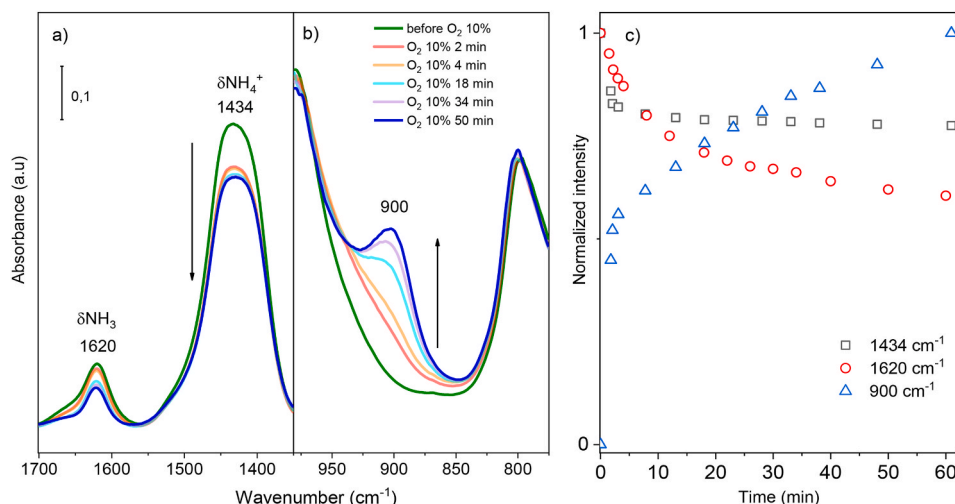 a)
0,1
δNH₄⁺
1434
δNH₃
1620
Absorbance (a.u)
1700
1600
1500
1400
b)
before O₂ 10%
O₂ 10% 2 min
O₂ 10% 4 min
O₂ 10% 18 min
O₂ 10% 34 min
O₂ 10% 50 min
900
950
900
850
800
Wavenumber (cm⁻¹)
c)
1
0
Normalized intensity
1434 cm⁻¹
1620 cm⁻¹
900 cm⁻¹
0
10
20
30
40
50
60
Time (min)